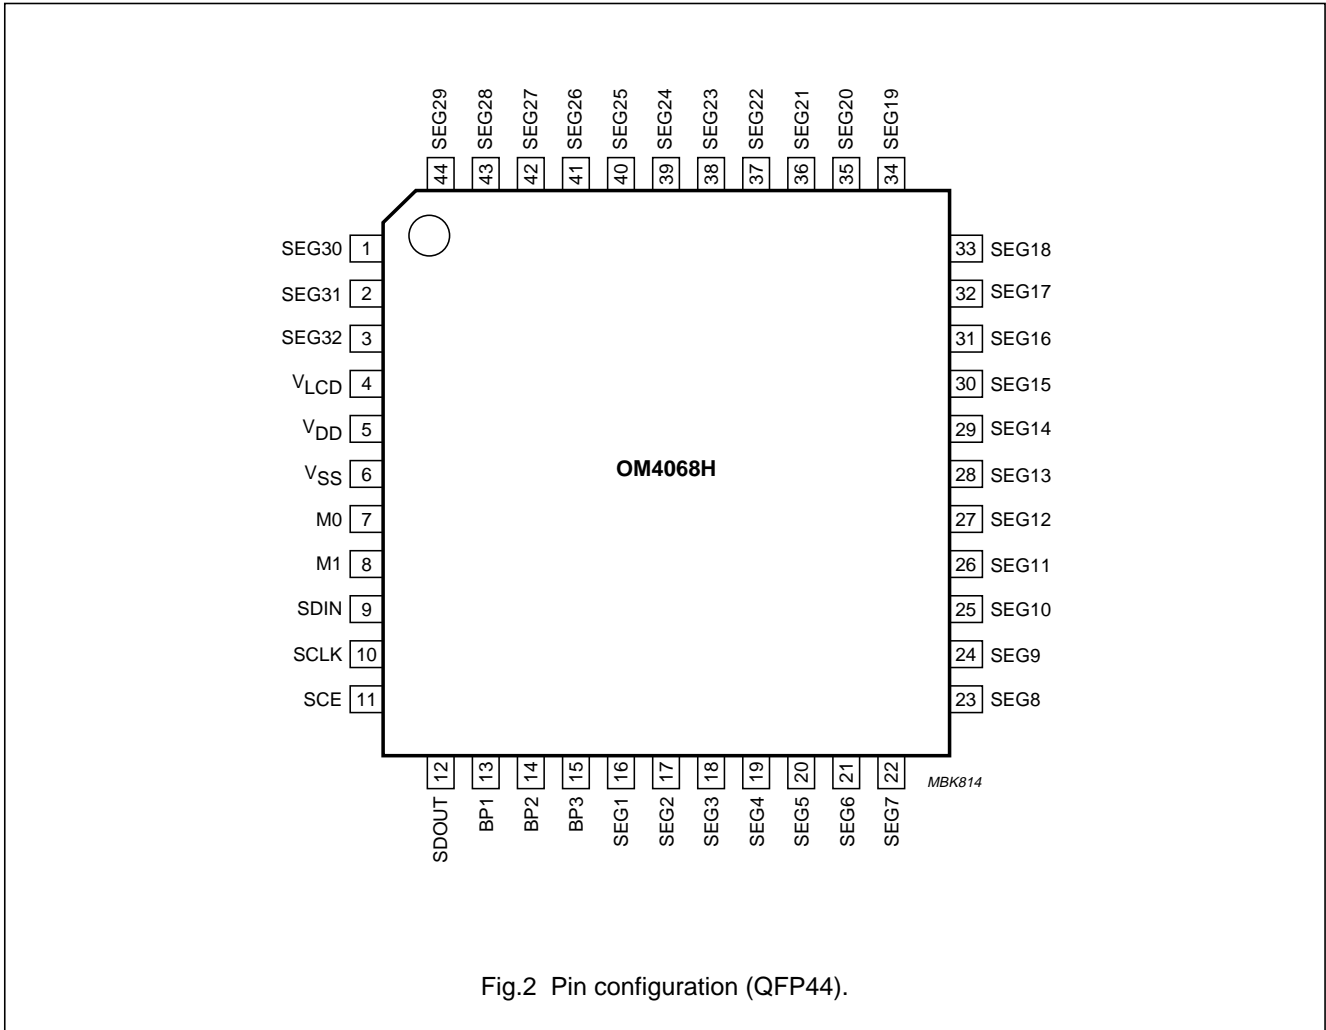 SEG29 SEG28 SEG27 SEG26 SEG25 SEG24 SEG23 SEG22 SEG21 SEG20 SEG19
44 43 42 41 40 39 38 37 36 35 34
SEG30 1 33 SEG18
SEG31 2 32 SEG17
SEG32 3 31 SEG16
VLCD 4 30 SEG15
VDD 5 29 SEG14
OM4068H
VSS 6 28 SEG13
M0 7 27 SEG12
M1 8 26 SEG11
SDIN 9 25 SEG10
SCLK 10 24 SEG9
SCE 11 23 SEG8
12 13 14 15 16 17 18 19 20 21 22
MBK814
SDOUT BP1 BP2 BP3 SEG1 SEG2 SEG3 SEG4 SEG5 SEG6 SEG7
Fig.2 Pin configuration (QFP44).